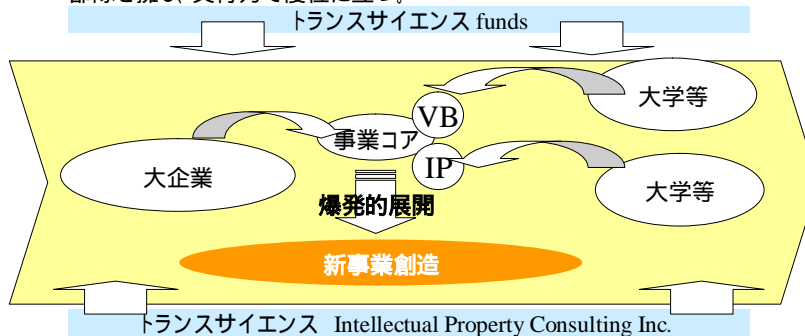 トランスサイエンス funds
VB
大学等
事業コア
IP
大企業
大学等
爆発的展開
新事業創造
トランスサイエンス Intellectual Property Consulting Inc.